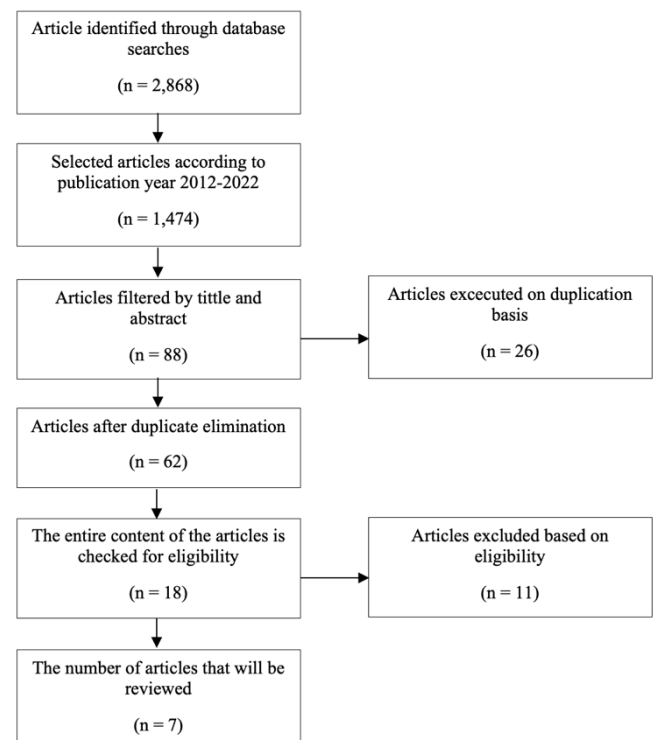 Article identified through database
searches
(n = 2,868)
Selected articles according to
publication year 2012-2022
(n = 1,474)
Articles filtered by tittle and
abstract
(n = 88)
Articles excecuted on duplication
basis
(n = 26)
Articles after duplicate elimination
(n = 62)
The entire content of the articles is
checked for eligibility
(n = 18)
Articles excluded based on
eligibility
(n = 11)
The number of articles that will be
reviewed
(n = 7)